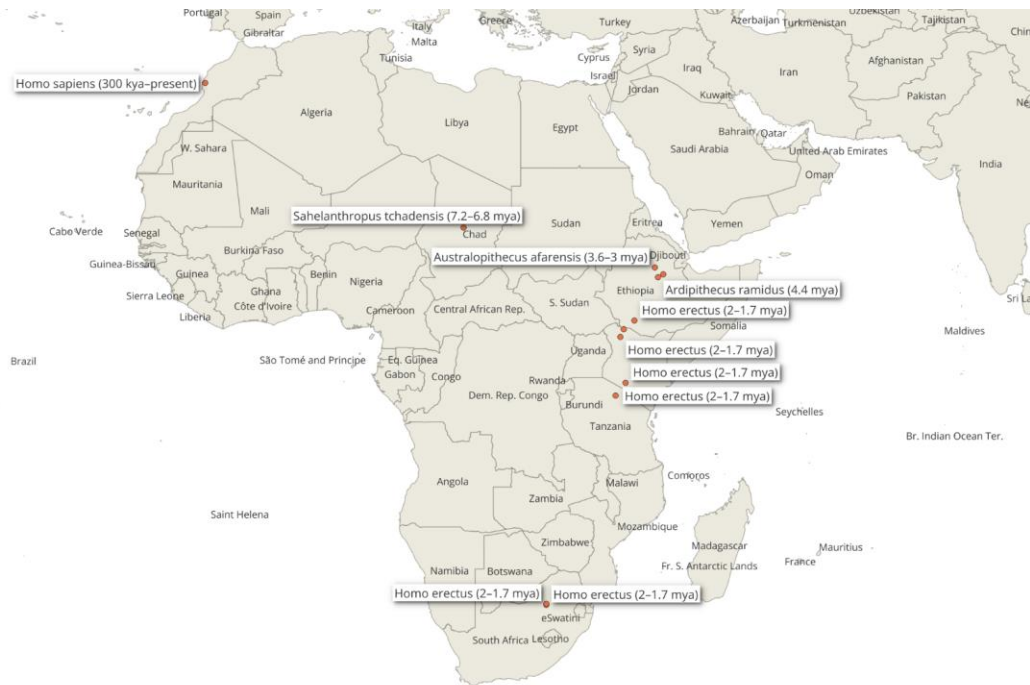 Portugal
Spain
Gibraltar
Italy
Malta
Greece
Turkey
Azerbaijan
Turkmenistan
Uzbekistan
Tajikistan
Tunisia
Cyprus
Syria
Israel
Jordan
Iraq
Kuwait
Iran
Afghanistan
Pakistan
Homo sapiens (300 kya–present)
Algeria
Libya
Egypt
Bahrain
Qatar
Saudi Arabia
United Arab Emirates
Oman
India
W. Sahara
Mauritania
Mali
Sahelanthropus tchadensis (7.2–6.8 mya)
Chad
Sudan
Eritrea
Yemen
Cabo Verde
Senegal
Burkina Faso
Australopithecus afarensis (3.6–3 mya)
Djibouti
Guinea-Bissau
Guinea
Benin
Nigeria
Ethiopia
Ardipithecus ramidus (4.4 mya)
Sierra Leone
Ghana
Côte d'Ivoire
Liberia
Cameroon
Central African Rep.
S. Sudan
Homo erectus (2–1.7 mya)
Somalia
Maldives
Brazil
São Tomé and Principe
Eq. Guinea
Gabon
Congo
Uganda
Homo erectus (2–1.7 mya)
Rwanda
Homo erectus (2–1.7 mya)
Dem. Rep. Congo
Burundi
Homo erectus (2–1.7 mya)
Tanzania
Seychelles
Br. Indian Ocean Ter.
Angola
Malawi
Comoros
Zambia
Saint Helena
Mozambique
Zimbabwe
Madagascar
Mauritius
France
Fr. S. Antarctic Lands
Namibia
Botswana
Homo erectus (2–1.7 mya)
Homo erectus (2–1.7 mya)
eSwatini
South Africa
Lesotho